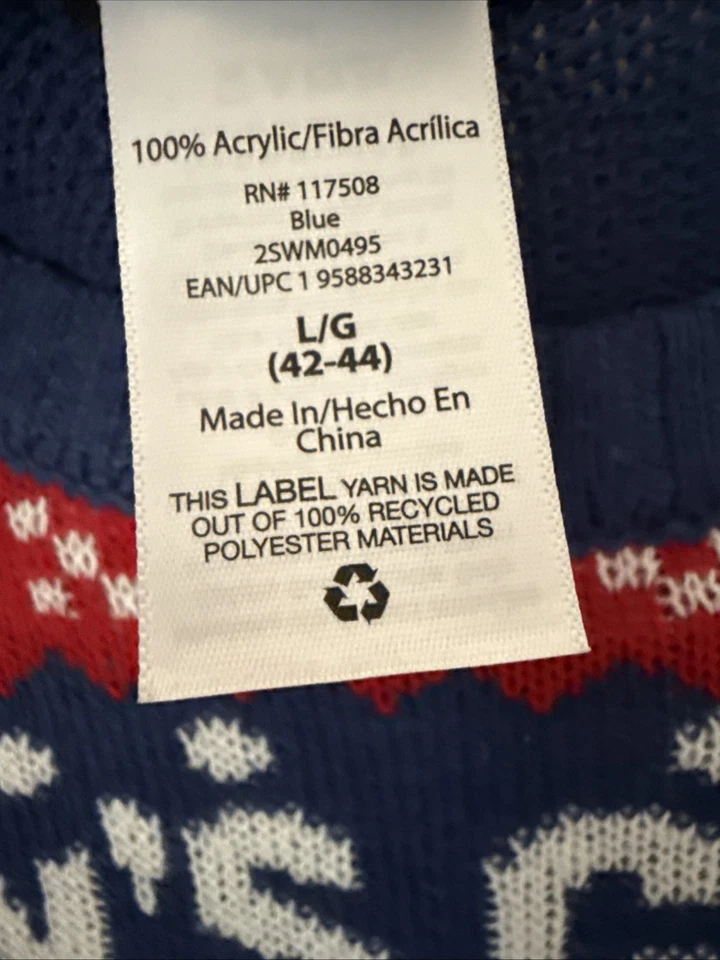 100% Acrylic/Fibra Acrílica
RN# 117508
Blue
2SWM0495
EAN/UPC 1 9588343231
L/G
(42-44)
Made In/Hecho En
China
THIS LABEL YARN IS MADE
OUT OF 100% RECYCLED
POLYESTER MATERIALS
's